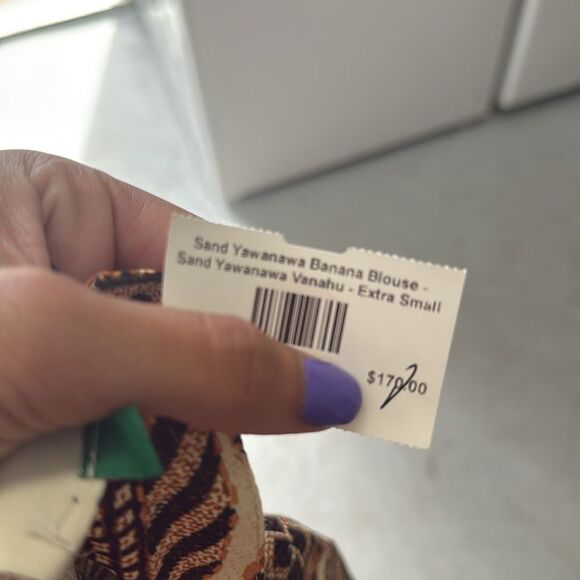 Sand Yawanawa Banana Blouse -
Sand Yawanawa Vanahu - Extra Small
$170.00